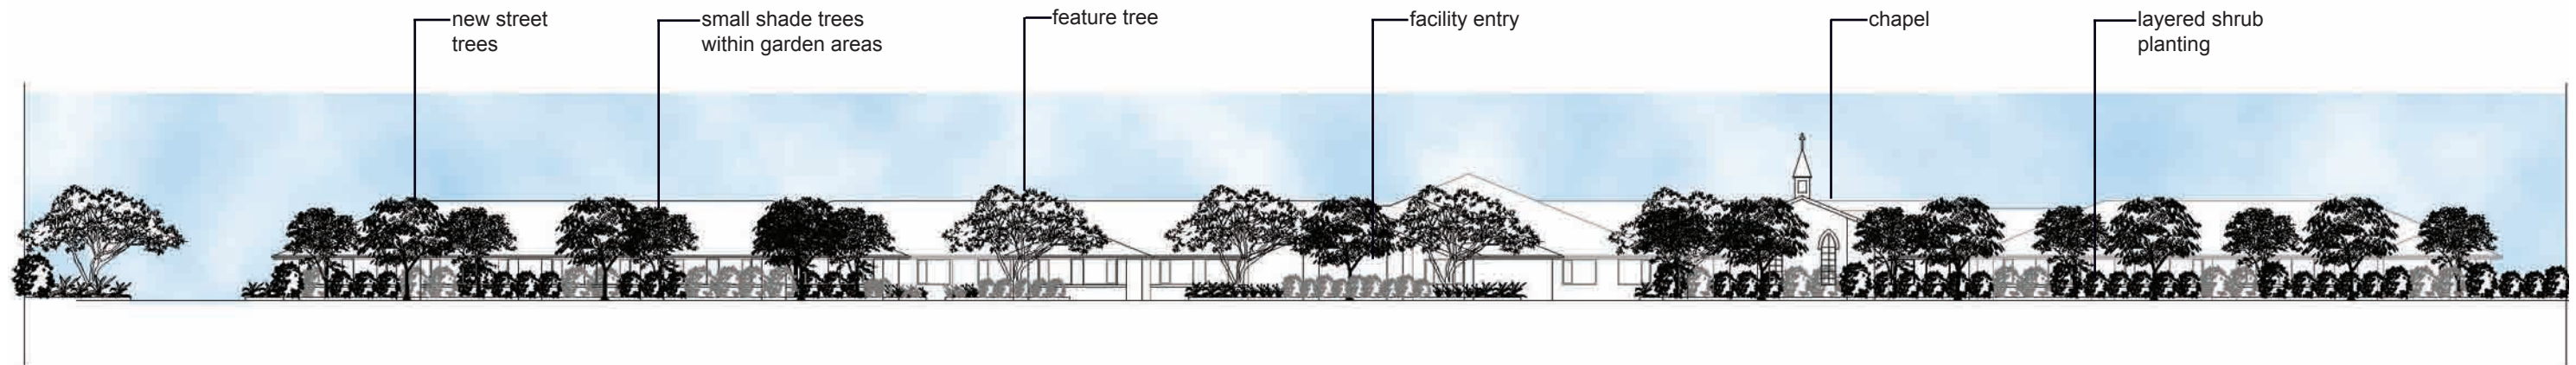 new street
trees
small shade trees
within garden areas
feature tree
facility entry
chapel
layered shrub
planting